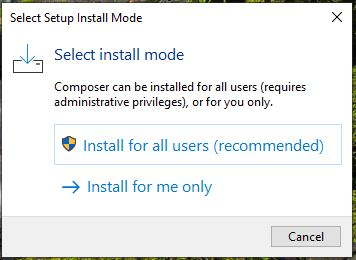 Select Setup Install Mode
Select install mode
Composer can be installed for all users (requires
administrative privileges), or for you only.
Install for all users (recommended)
Install for me only
Cancel